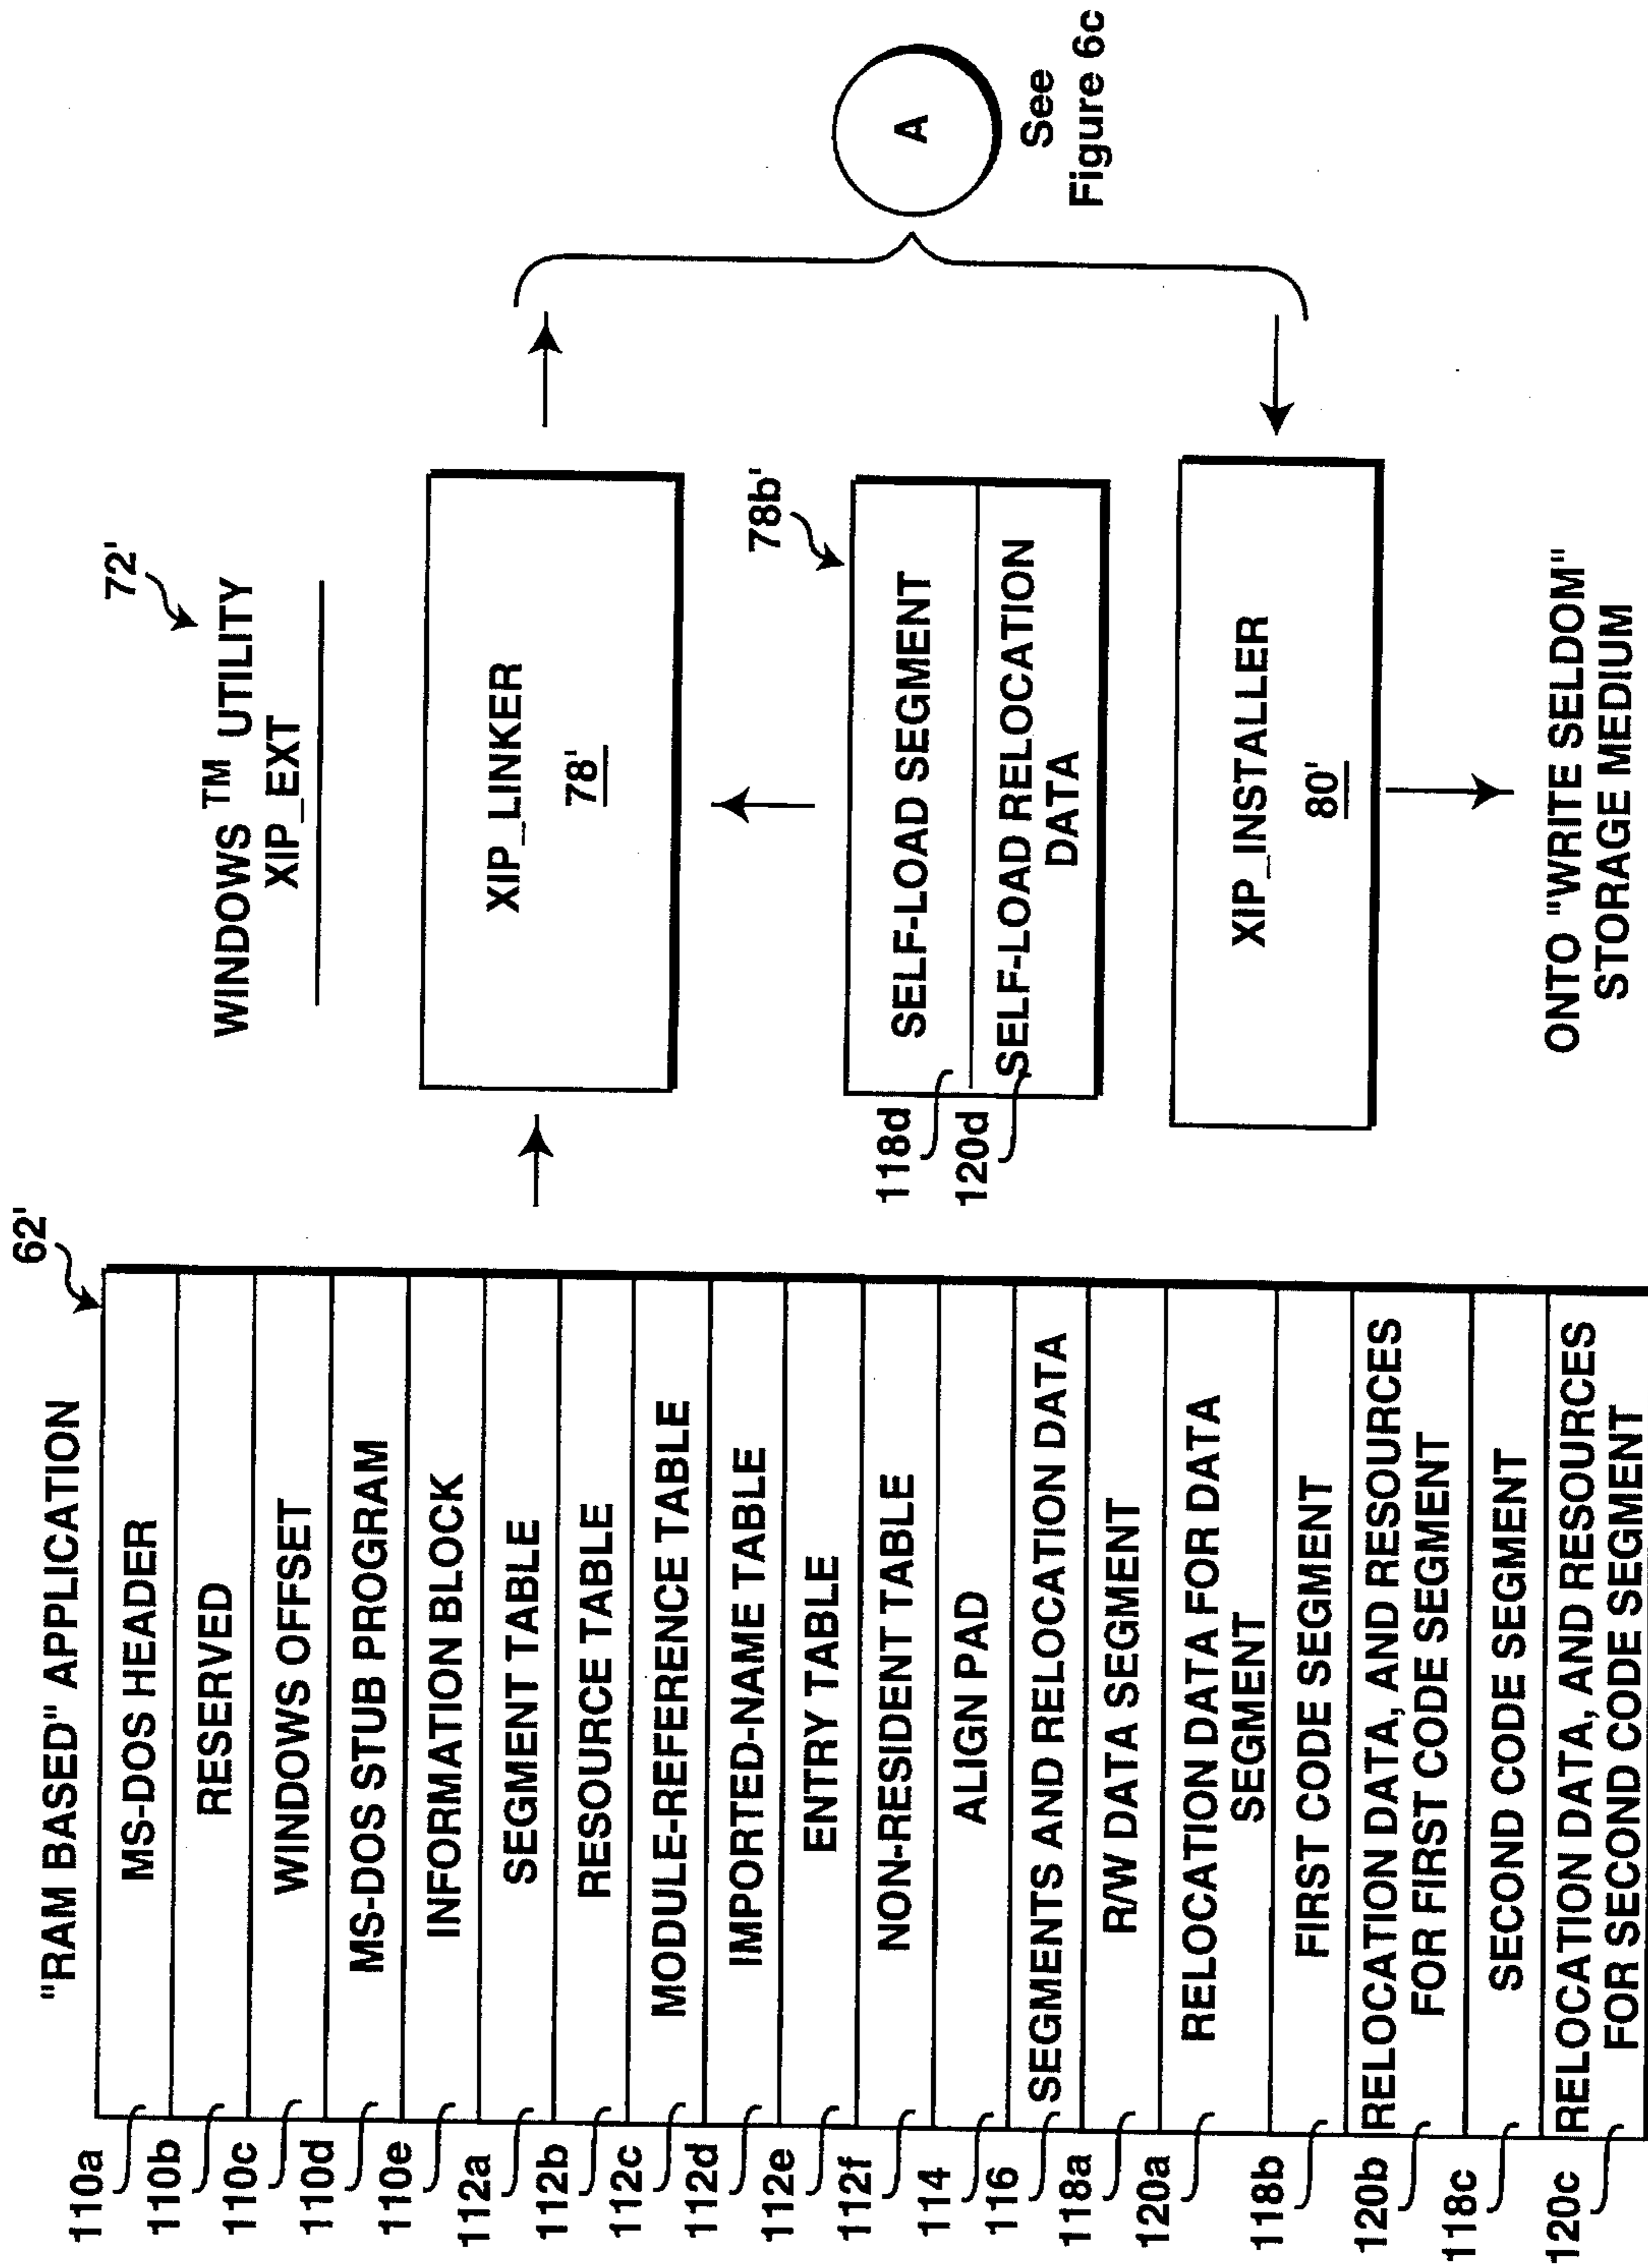 "RAM BASED" APPLICATION
62'
110a MS-DOS HEADER
110b RESERVED
110c WINDOWS OFFSET
110d MS-DOS STUB PROGRAM
110e INFORMATION BLOCK
112a SEGMENT TABLE
112b RESOURCE TABLE
112c MODULE-REFERENCE TABLE
112d IMPORTED-NAME TABLE
112e ENTRY TABLE
112f NON-RESIDENT TABLE
114 ALIGN PAD
116 SEGMENTS AND RELOCATION DATA
118a R/W DATA SEGMENT
120a RELOCATION DATA FOR DATA
SEGMENT
118b FIRST CODE SEGMENT
120b RELOCATION DATA, AND RESOURCES
FOR FIRST CODE SEGMENT
118c SECOND CODE SEGMENT
120c RELOCATION DATA, AND RESOURCES
FOR SECOND CODE SEGMENT
72'
WINDOWS™ UTILITY
XIP_EXT
XIP_LINKER
78'
78b'
118d SELF-LOAD SEGMENT
120d SELF-LOAD RELOCATION
DATA
XIP_INSTALLER
80'
ONTO "WRITE SELDOM"
STORAGE MEDIUM
A
See
Figure 6c